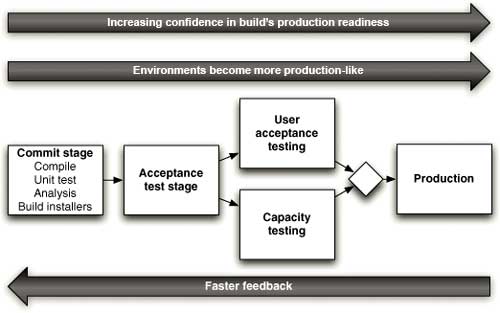 Increasing confidence in build's production readiness
Environments become more production-like
Commit stage
Compile
Unit test
Analysis
Build installers
Acceptance
test stage
User
acceptance
testing
Capacity
testing
Production
Faster feedback